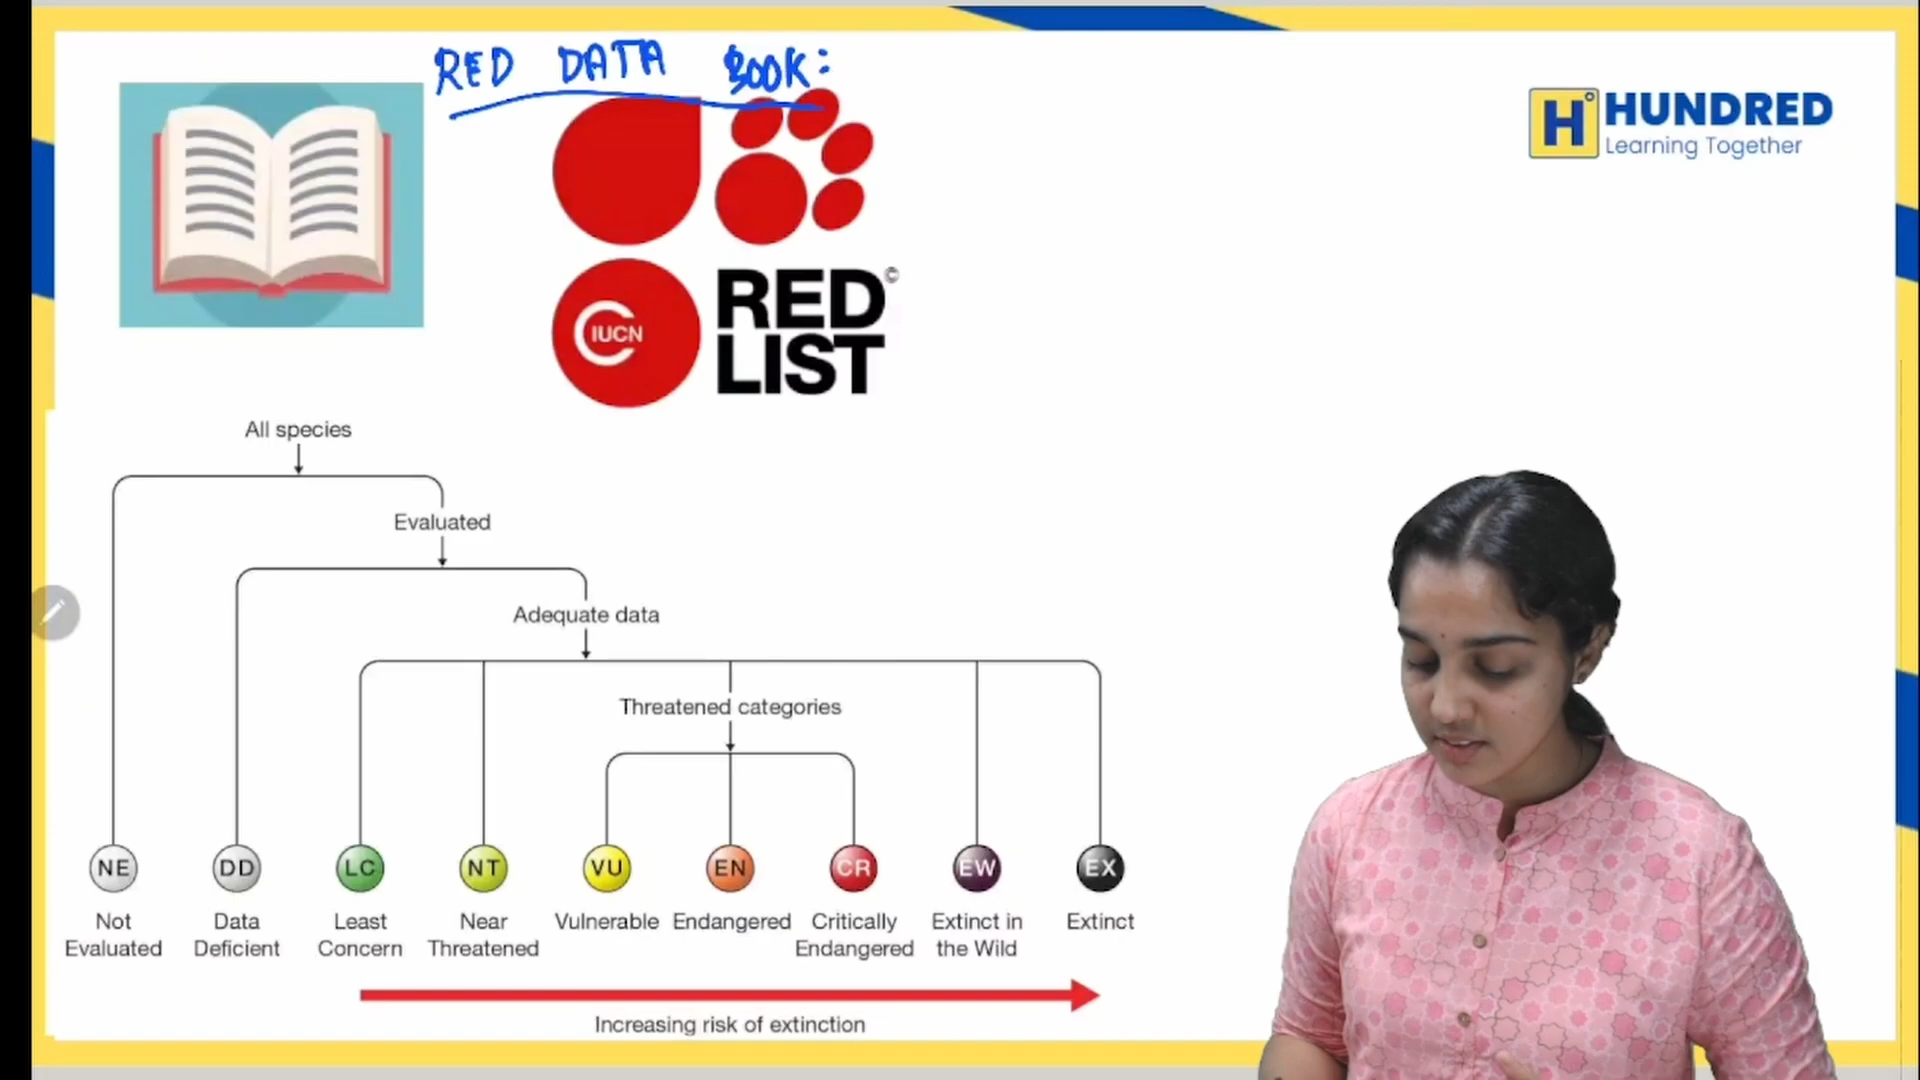 RED DATA BOOK:
H° HUNDRED
Learning Together
IUCN
RED
LIST
©
All species
Evaluated
Adequate data
Threatened categories
NE
DD
LC
NT
VU
EN
CR
EW
EX
Not
Evaluated
Data
Deficient
Least
Concern
Near
Threatened
Vulnerable
Endangered
Critically
Endangered
Extinct in
the Wild
Extinct
Increasing risk of extinction